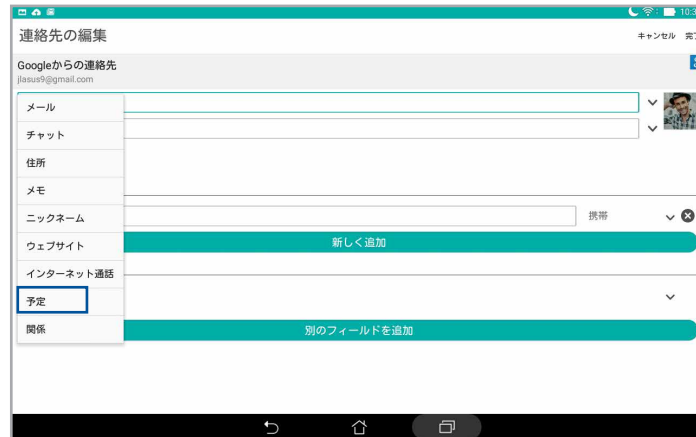 10:3
連絡先の編集
キャンセル 完了
Googleからの連絡先
jlasus9@gmail.com
メール
チャット
住所
メモ
ニックネーム
携帯
ウェブサイト
新しく追加
インターネット通話
予定
関係
別のフィールドを追加